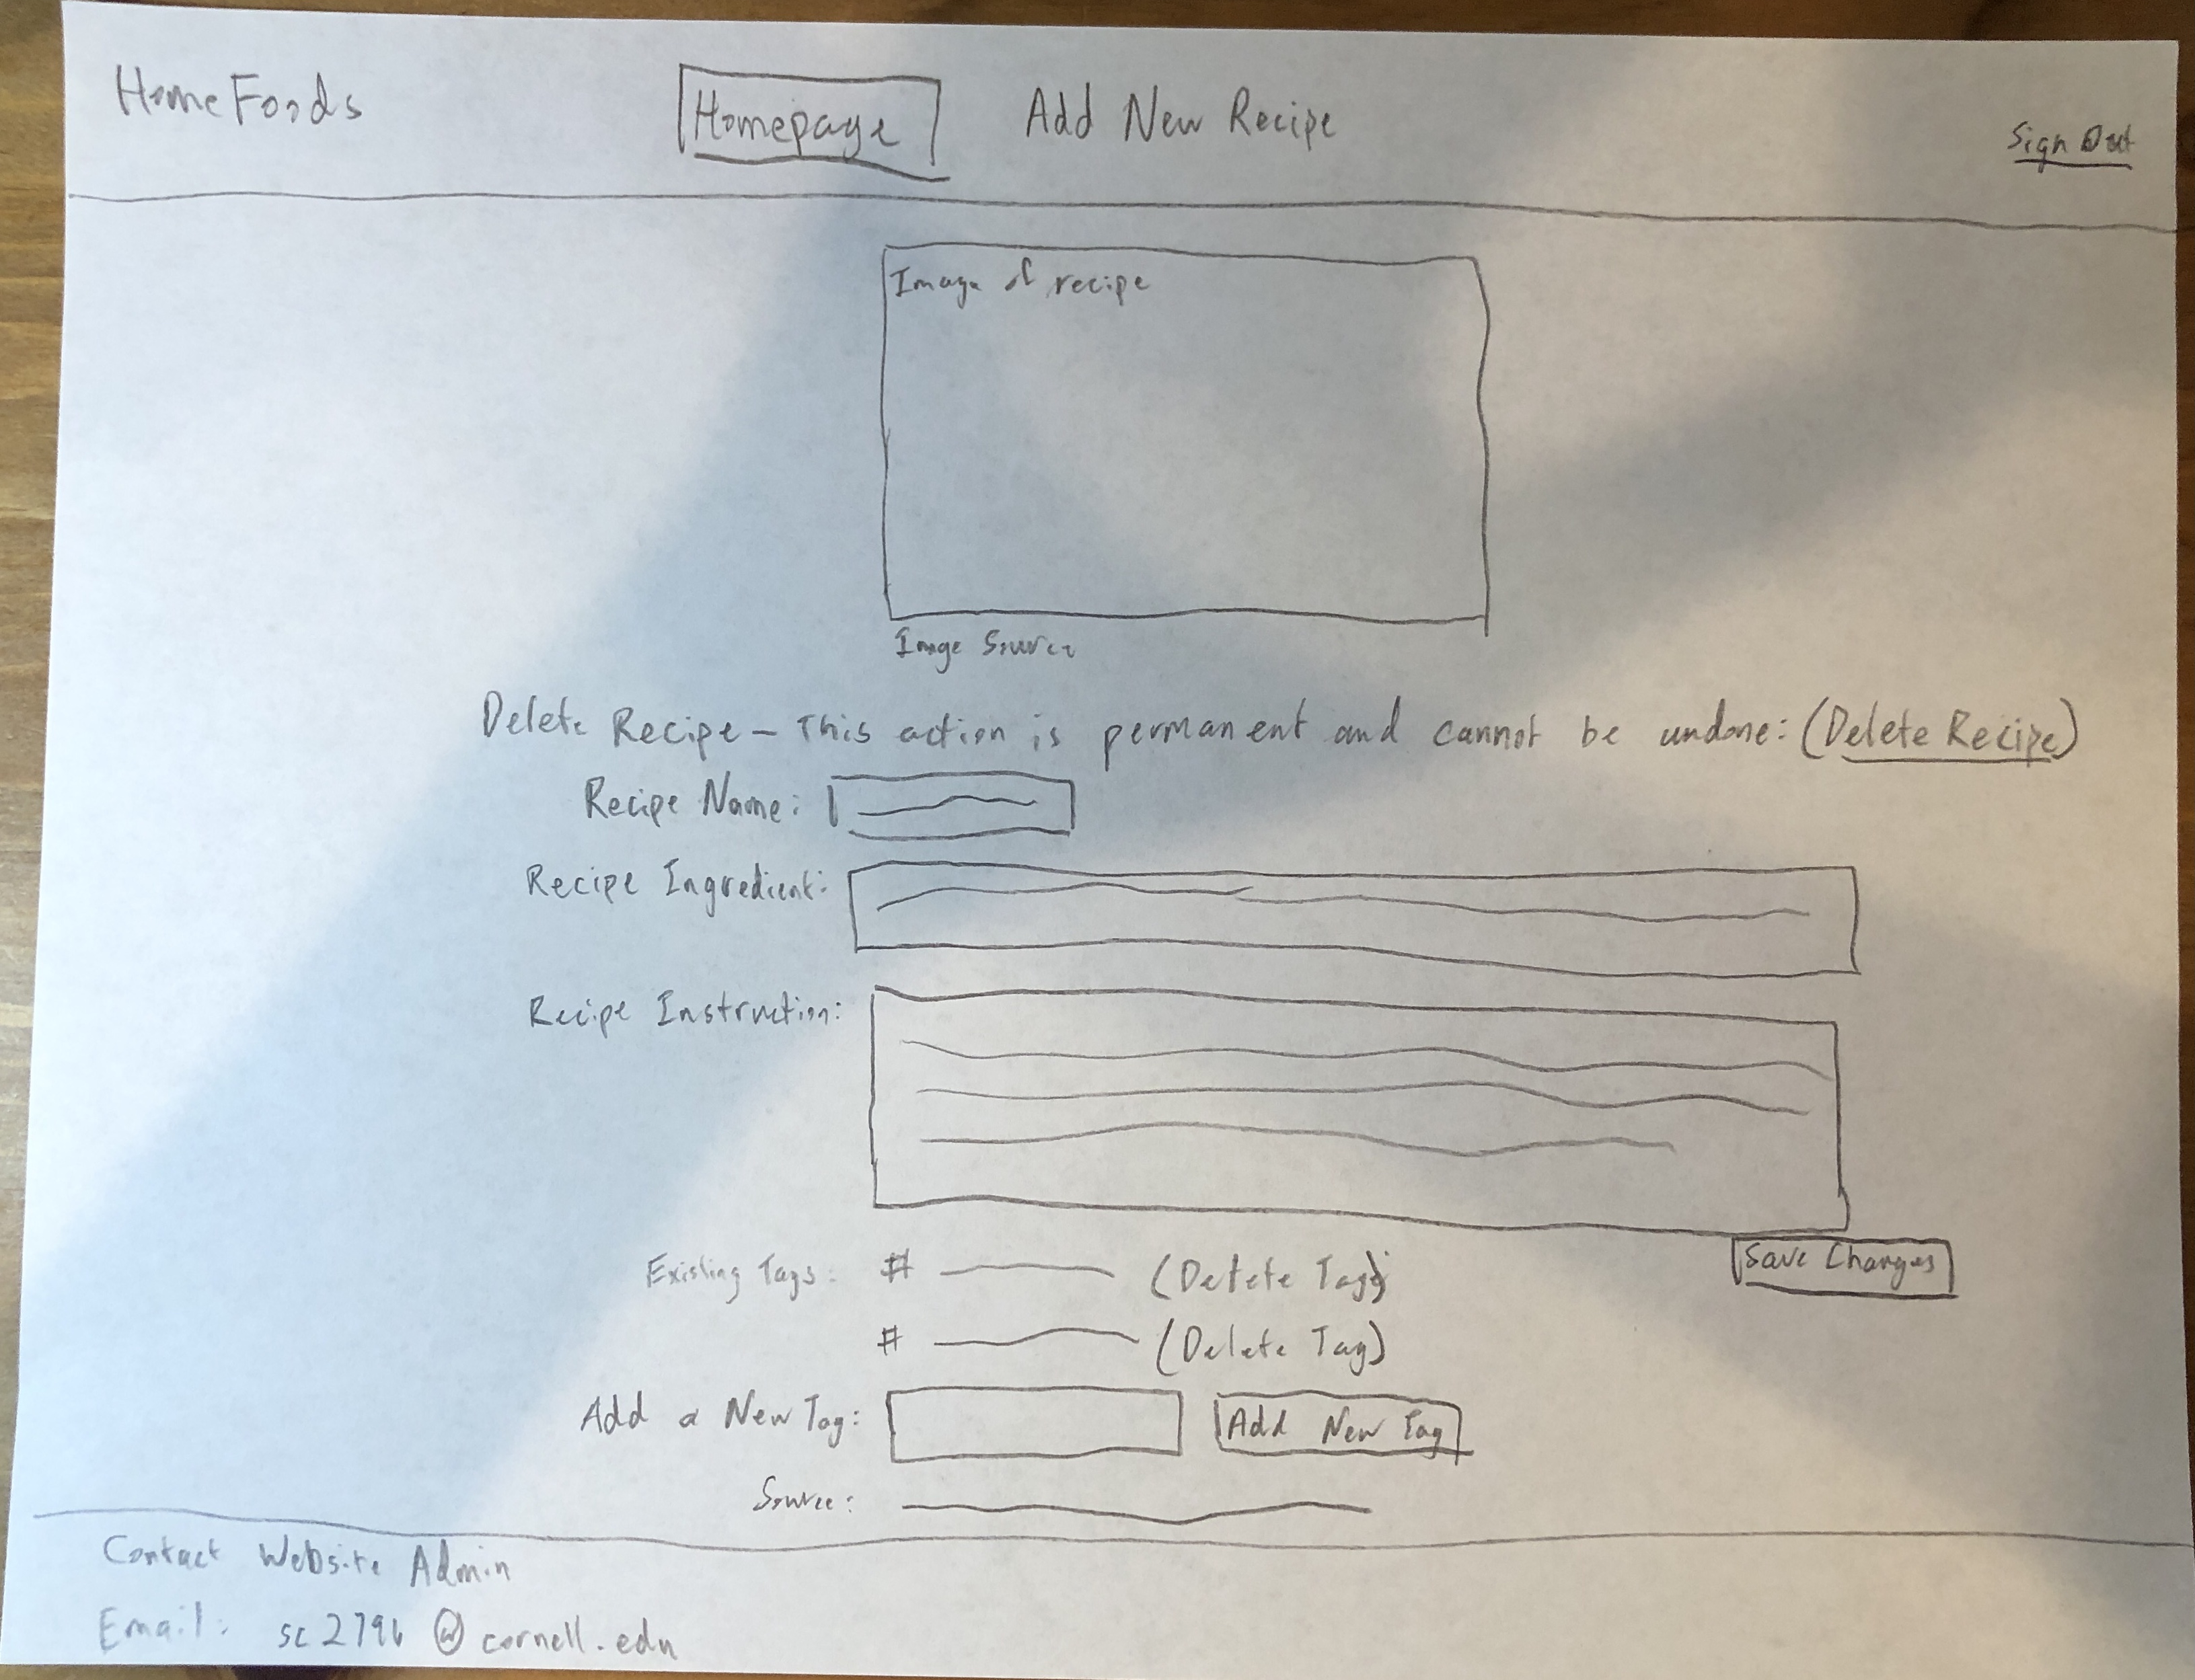 HomeFoods Homepage Add New Recipe Sign Out
Image of recipe
Image Source
Delete Recipe - This action is permanent and cannot be undone: (Delete Recipe)
Recipe Name:
Recipe Ingredient:
Recipe Instruction:
Save Changes
Existing Tags: # (Delete Tag)
# (Delete Tag)
Add a New Tag: Add New Tag
Source:
Contact Website Admin
Email: sc2796@cornell.edu